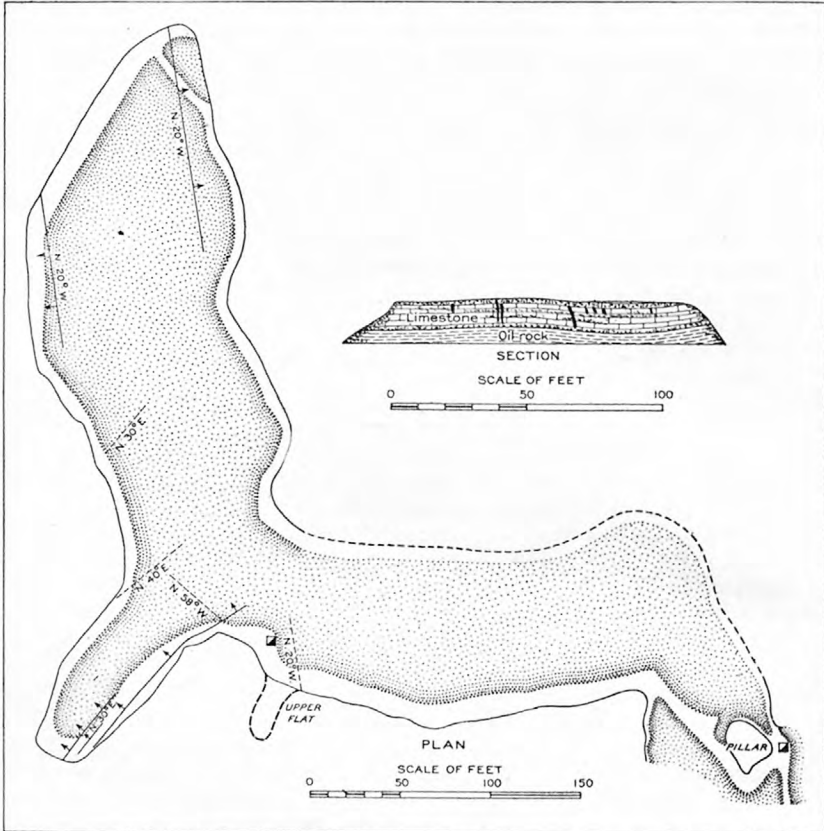 N. 20° W
N. 20° W
Limestone
Oil rock
SECTION
SCALE OF FEET
0 50 100
N. 30° E
N. 40° E
N. 58° W
N. 20° W
N. 30° E
UPPER
FLAT
PLAN
PILLAR
SCALE OF FEET
0 50 100 150